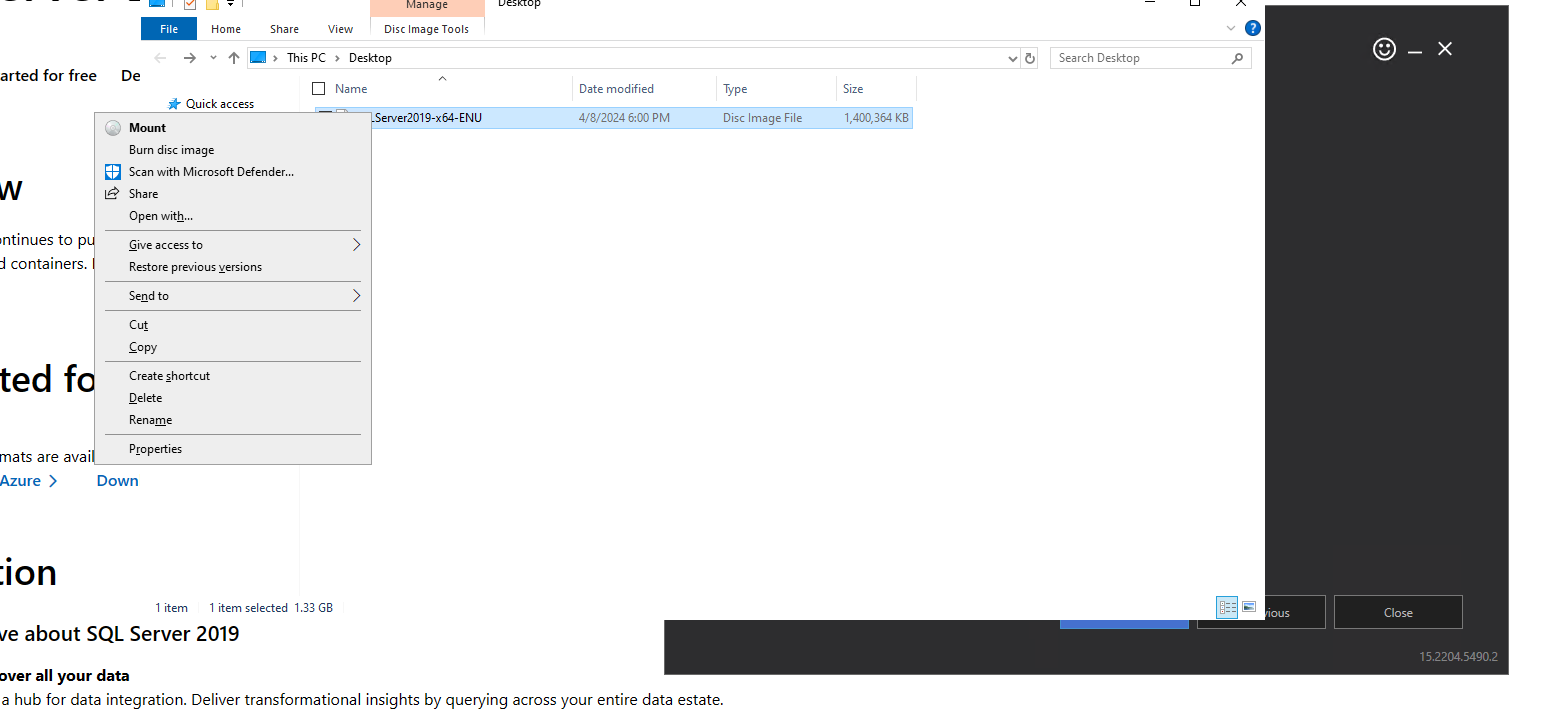 Manage
Desktop
File
Home
Share
View
Disc Image Tools
This PC
Desktop
Search Desktop
arted for free
De
Quick access
Name
Date modified
Type
Size
LServer2019-x64-ENU
4/8/2024 6:00 PM
Disc Image File
1,400,364 KB
Mount
Burn disc image
Scan with Microsoft Defender...
Share
Open with...
Give access to
Restore previous versions
Send to
Cut
Copy
Create shortcut
Delete
Rename
Properties
w
ontinues to pu
d containers.
ted fo
mats are avail
Azure
Down
tion
1 item
1 item selected 1.33 GB
ve about SQL Server 2019
over all your data
a hub for data integration. Deliver transformational insights by querying across your entire data estate.
vious
Close
15.2204.5490.2